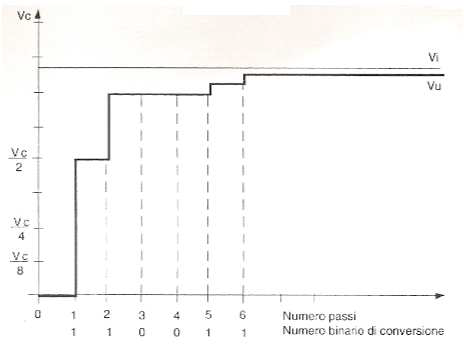 Vc
Vi
Vu
Vc
2
Vc
4
Vc
8
0 1 2 3 4 5 6 Numero passi
1 1 0 0 1 1 Numero binario di conversione